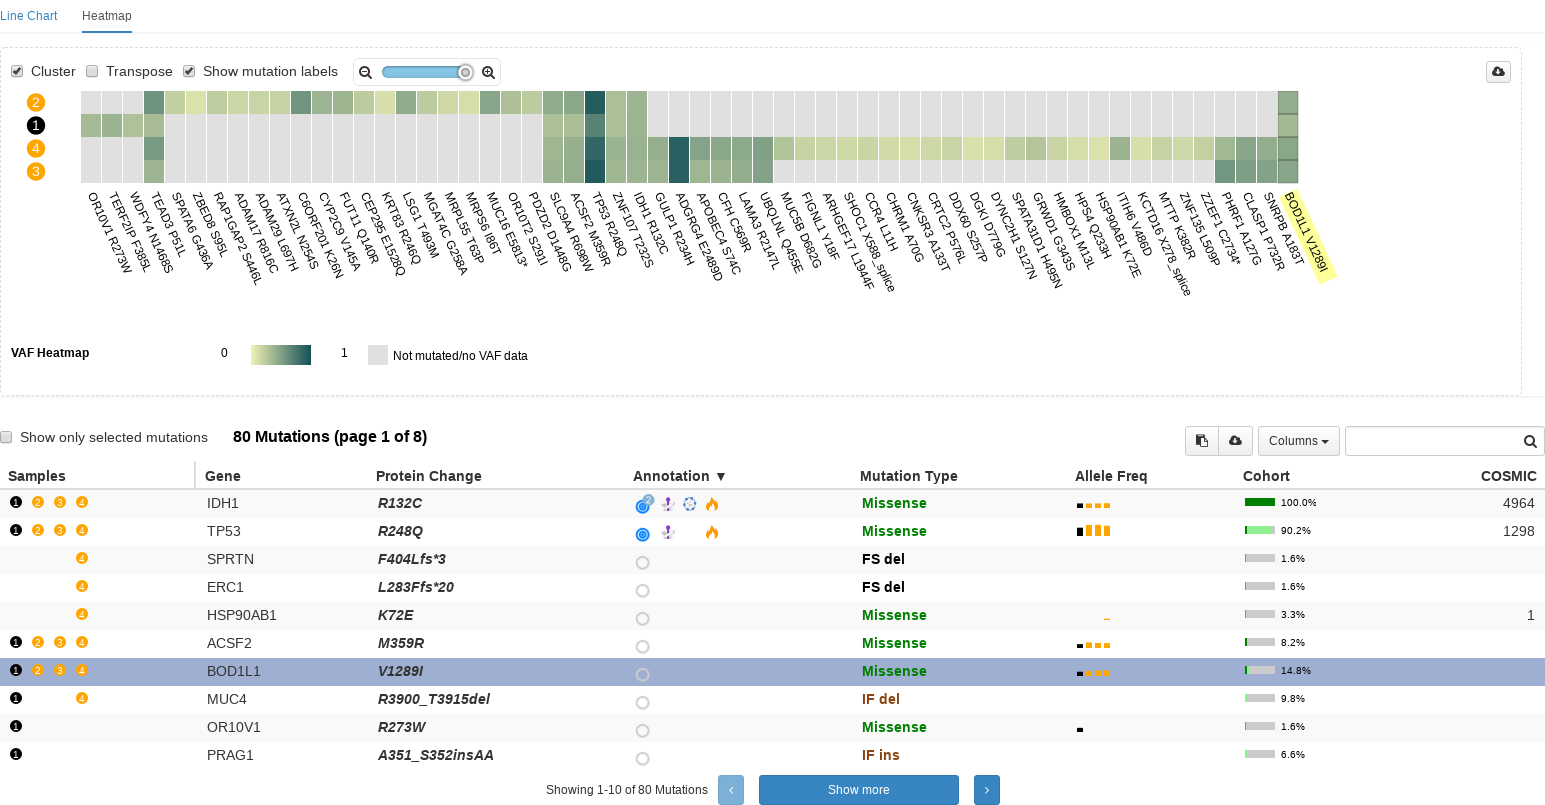 Line Chart Heatmap
Cluster Transpose Show mutation labels
2
1
4
3
OR10V1 R273W
TERF2IP F385L
WDFY4 N1468S
TEAD3 P51L
SPATA6 G436A
ZBED8 S95L
RAP1GAP2 S446L
ADAM17 R816C
ADAM29 L697H
ATXN2L N254S
C6ORF201 K26N
CYP2C9 V145A
FUT11 Q140R
CEP295 E1528Q
KRT83 R246Q
LSG1 T493M
MGAT4C G258A
MRPL55 T63P
MRPS6 I86T
MUC16 E5813*
OR10T2 S291I
PDZD2 D1448G
SLC9A4 R698W
ACSF2 M359R
TP53 R248Q
ZNF107 T232S
IDH1 R132C
GULP1 R234H
ADGRG4 E2489D
APOBEC4 S74C
CFH C569R
LAMA3 R2147L
UBQLNL Q455E
MUC5B D682G
FIGNL1 Y18F
ARHGEF17 L1944F
SHOC1 X588_splice
CCR4 L11H
CHRM1 A70G
CNKSR3 A133T
CRTC2 P576L
DDX60 S257P
DGKI D779G
DYNC2H1 S127N
SPATA31D1 H495N
GRWD1 G343S
HMBOX1 M13L
HPS4 Q233H
HSP90AB1 K72E
ITIH6 V486D
KCTD16 X278_splice
MTTP K382R
ZNF135 L509P
ZZEF1 C2734*
PHRF1 A127G
CLASP1 P732R
SNRPB A183T
BOD1L1 V1289I
VAF Heatmap 0 1 Not mutated/no VAF data
Show only selected mutations 80 Mutations (page 1 of 8) Columns
Samples Gene Protein Change Annotation ▼ Mutation Type Allele Freq Cohort COSMIC
1 2 3 4 IDH1 R132C 2 Missense 100.0% 4964
1 2 3 4 TP53 R248Q Missense 90.2% 1298
4 SPRTN F404Lfs*3 FS del 1.6%
4 ERC1 L283Ffs*20 FS del 1.6%
4 HSP90AB1 K72E Missense 3.3% 1
1 2 3 4 ACSF2 M359R Missense 8.2%
1 2 3 4 BOD1L1 V1289I Missense 14.8%
1 4 MUC4 R3900_T3915del IF del 9.8%
1 OR10V1 R273W Missense 1.6%
1 PRAG1 A351_S352insAA IF ins 6.6%
Showing 1-10 of 80 Mutations ‹ Show more ›